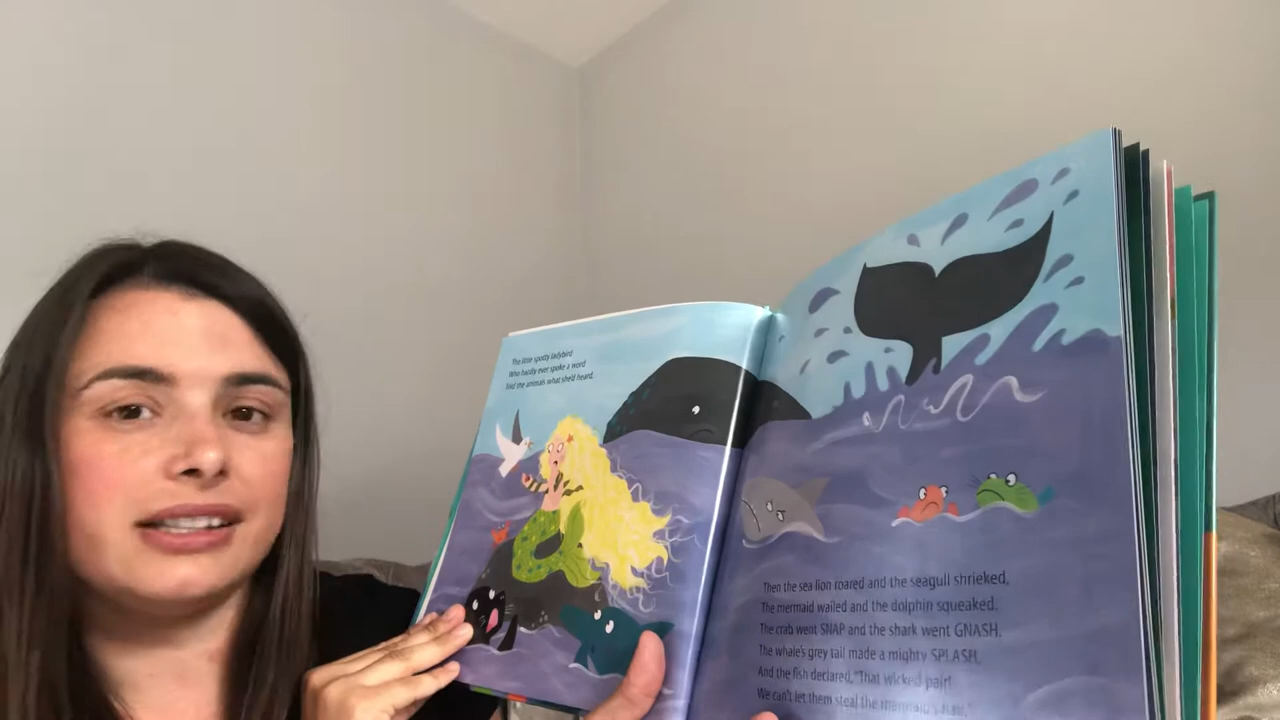 The little spotty ladybird
Who hardly ever spoke a word
Told the animals what she'd heard.
Then the sea lion roared and the seagull shrieked,
The mermaid wailed and the dolphin squeaked.
The crab went SNAP and the shark went GNASH.
The whale's grey tail made a mighty SPLASH,
And the fish declared, "That wicked pair!
We can't let them steal the mermaid's hair."